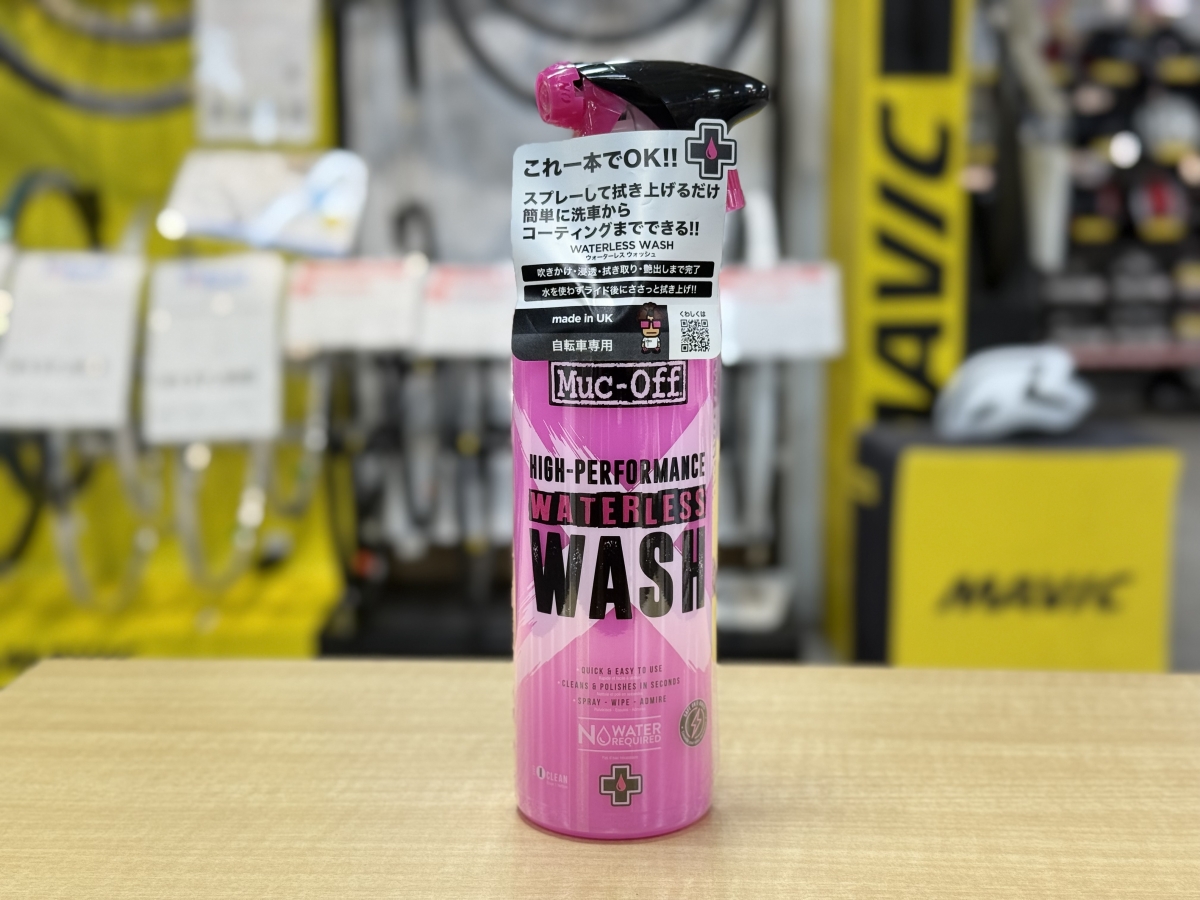 これ一本でOK!!
スプレーして拭き上げるだけ
簡単に洗車から
コーティングまでできる!!
WATERLESS WASH
ウォーターレス ウォッシュ
吹きかけ・浸透・拭き取り・艶出しまで完了
水を使わずライド後にささっと拭き上げ!!
made in UK
くわしくは
自転車専用
Muc-Off
HIGH-PERFORMANCE
WATERLESS
WASH
QUICK & EASY TO USE
CLEANS & POLISHES IN SECONDS
SPRAY - WIPE - ADMIRE
NO WATER
REQUIRED
1 CLEAN
MAVIC
MAVIC